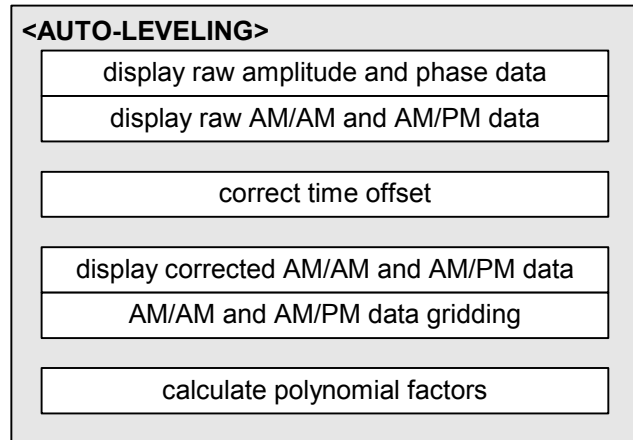 <AUTO-LEVELING>
display raw amplitude and phase data
display raw AM/AM and AM/PM data
correct time offset
display corrected AM/AM and AM/PM data
AM/AM and AM/PM data gridding
calculate polynomial factors